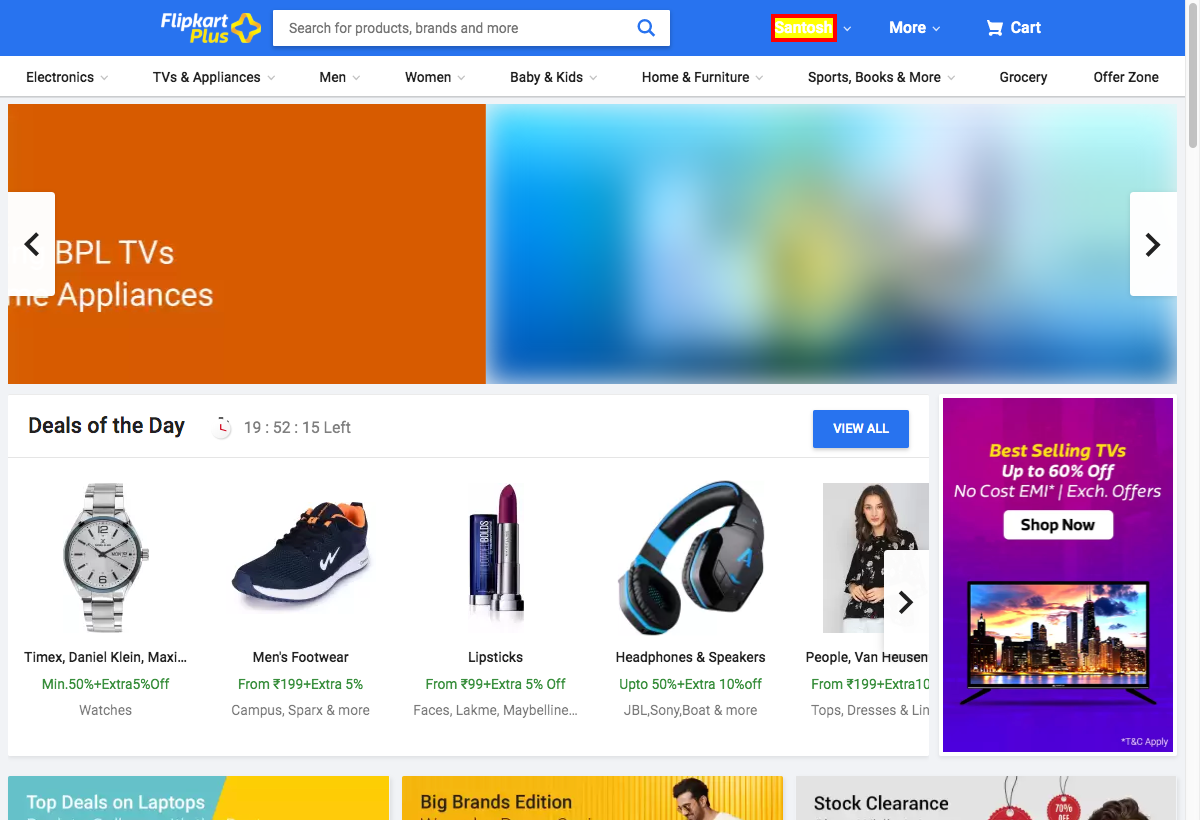 Flipkart
Plus
Search for products, brands and more
Santosh
More
Cart
Electronics
TVs & Appliances
Men
Women
Baby & Kids
Home & Furniture
Sports, Books & More
Grocery
Offer Zone
BPL TVs
Appliances
Deals of the Day
19 : 52 : 15 Left
VIEW ALL
Timex, Daniel Klein, Maxi...
Min.50%+Extra5%Off
Watches
Men's Footwear
From ₹199+Extra 5%
Campus, Sparx & more
Lipsticks
From ₹99+Extra 5% Off
Faces, Lakme, Maybelline...
Headphones & Speakers
Upto 50%+Extra 10%off
JBL,Sony,Boat & more
People, Van Heusen
From ₹199+Extra10
Tops, Dresses & Lin
Best Selling TVs
Up to 60% Off
No Cost EMI* | Exch. Offers
Shop Now
*T&C Apply
Top Deals on Laptops
Big Brands Edition
Stock Clearance
70%
OFF